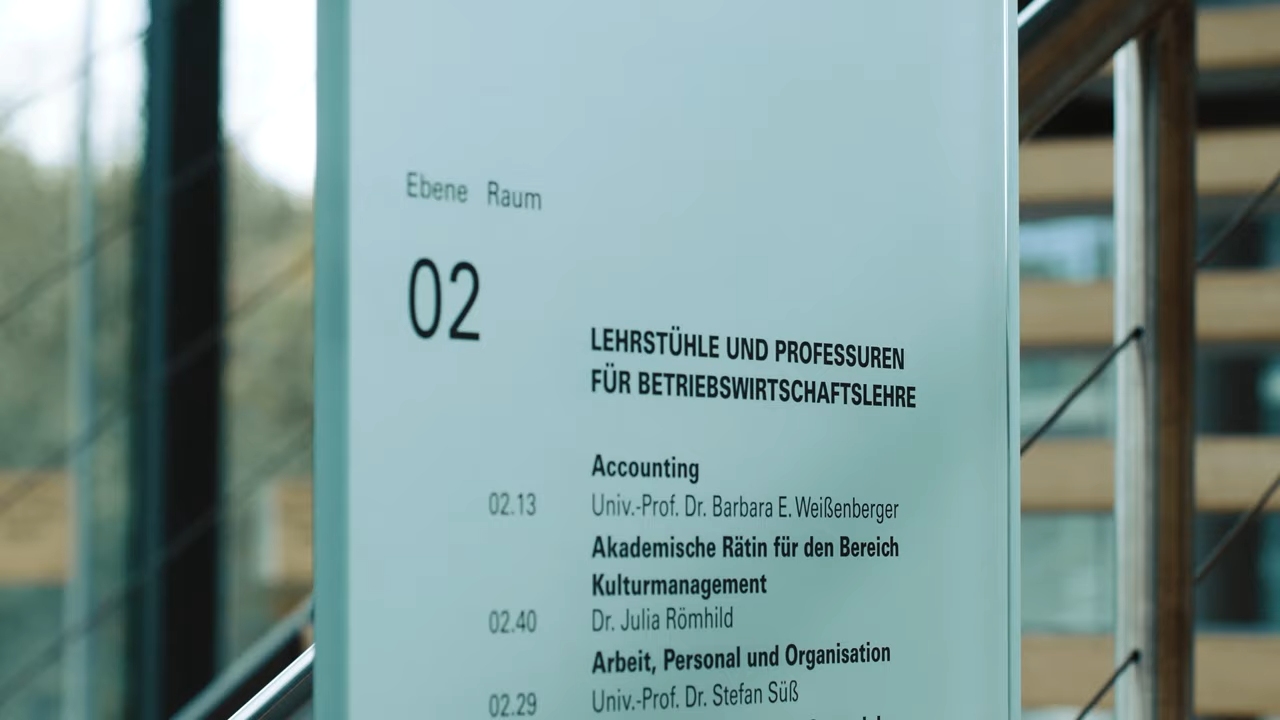 Ebene Raum
02
LEHRSTÜHLE UND PROFESSUREN
FÜR BETRIEBSWIRTSCHAFTSLEHRE
Accounting
02.13 Univ.-Prof. Dr. Barbara E. Weißenberger
Akademische Rätin für den Bereich
Kulturmanagement
02.40 Dr. Julia Römhild
Arbeit, Personal und Organisation
02.29 Univ.-Prof. Dr. Stefan Süß